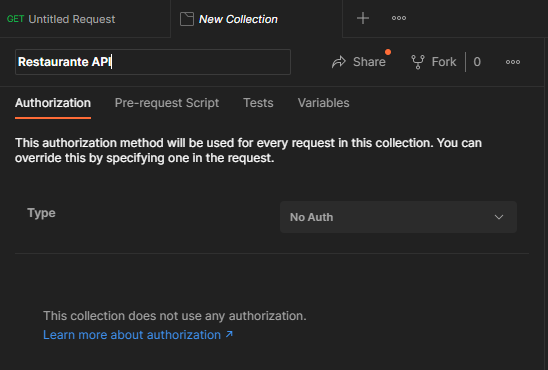 GET Untitled Request
New Collection
Restaurante API
Share
Fork
0
Authorization
Pre-request Script
Tests
Variables
This authorization method will be used for every request in this collection. You can
override this by specifying one in the request.
Type
No Auth
This collection does not use any authorization.
Learn more about authorization ↗